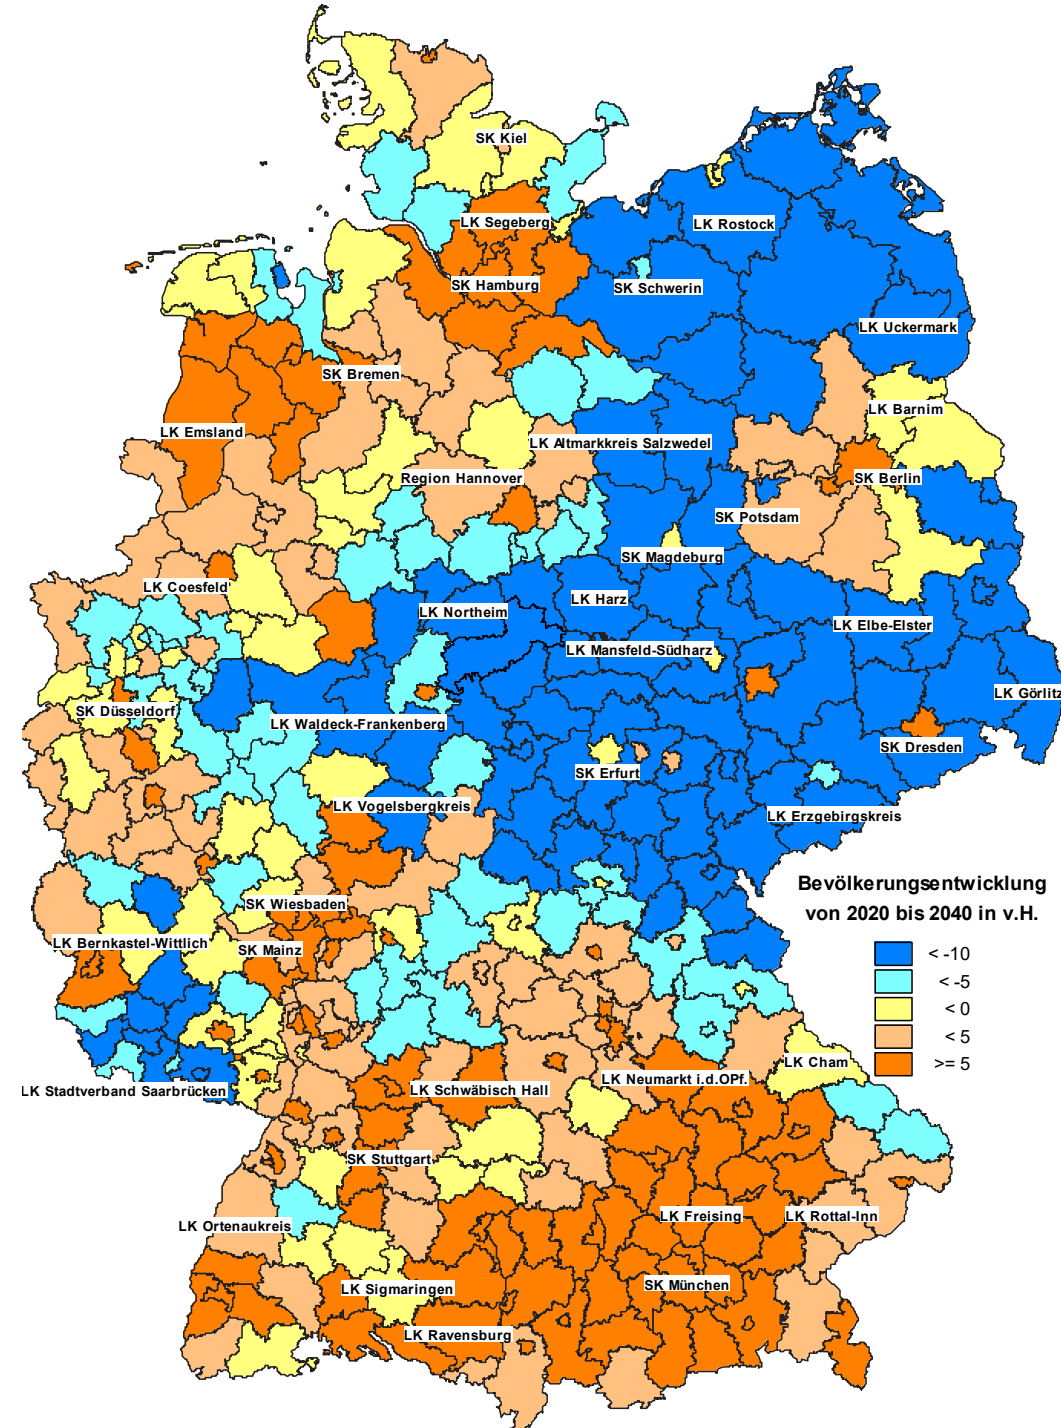 SK Kiel
LK Segeberg
LK Rostock
SK Hamburg
SK Schwerin
LK Uckermark
SK Bremen
LK Barnim
LK Emsland
LK Altmarkkreis Salzwedel
Region Hannover
SK Berlin
SK Potsdam
SK Magdeburg
LK Coesfeld
LK Harz
LK Northeim
LK Elbe-Elster
LK Mansfeld-Südharz
LK Görlitz
SK Düsseldorf
LK Waldeck-Frankenberg
SK Dresden
SK Erfurt
LK Vogelsbergkreis
LK Erzgebirgskreis
Bevölkerungsentwicklung
von 2020 bis 2040 in v.H.
< -10
< -5
< 0
< 5
>= 5
SK Wiesbaden
LK Bernkastel-Wittlich
SK Mainz
LK Cham
LK Neumarkt i.d.OPf.
LK Stadtverband Saarbrücken
LK Schwäbisch Hall
SK Stuttgart
LK Freising
LK Rottal-Inn
LK Ortenaukreis
SK München
LK Sigmaringen
LK Ravensburg